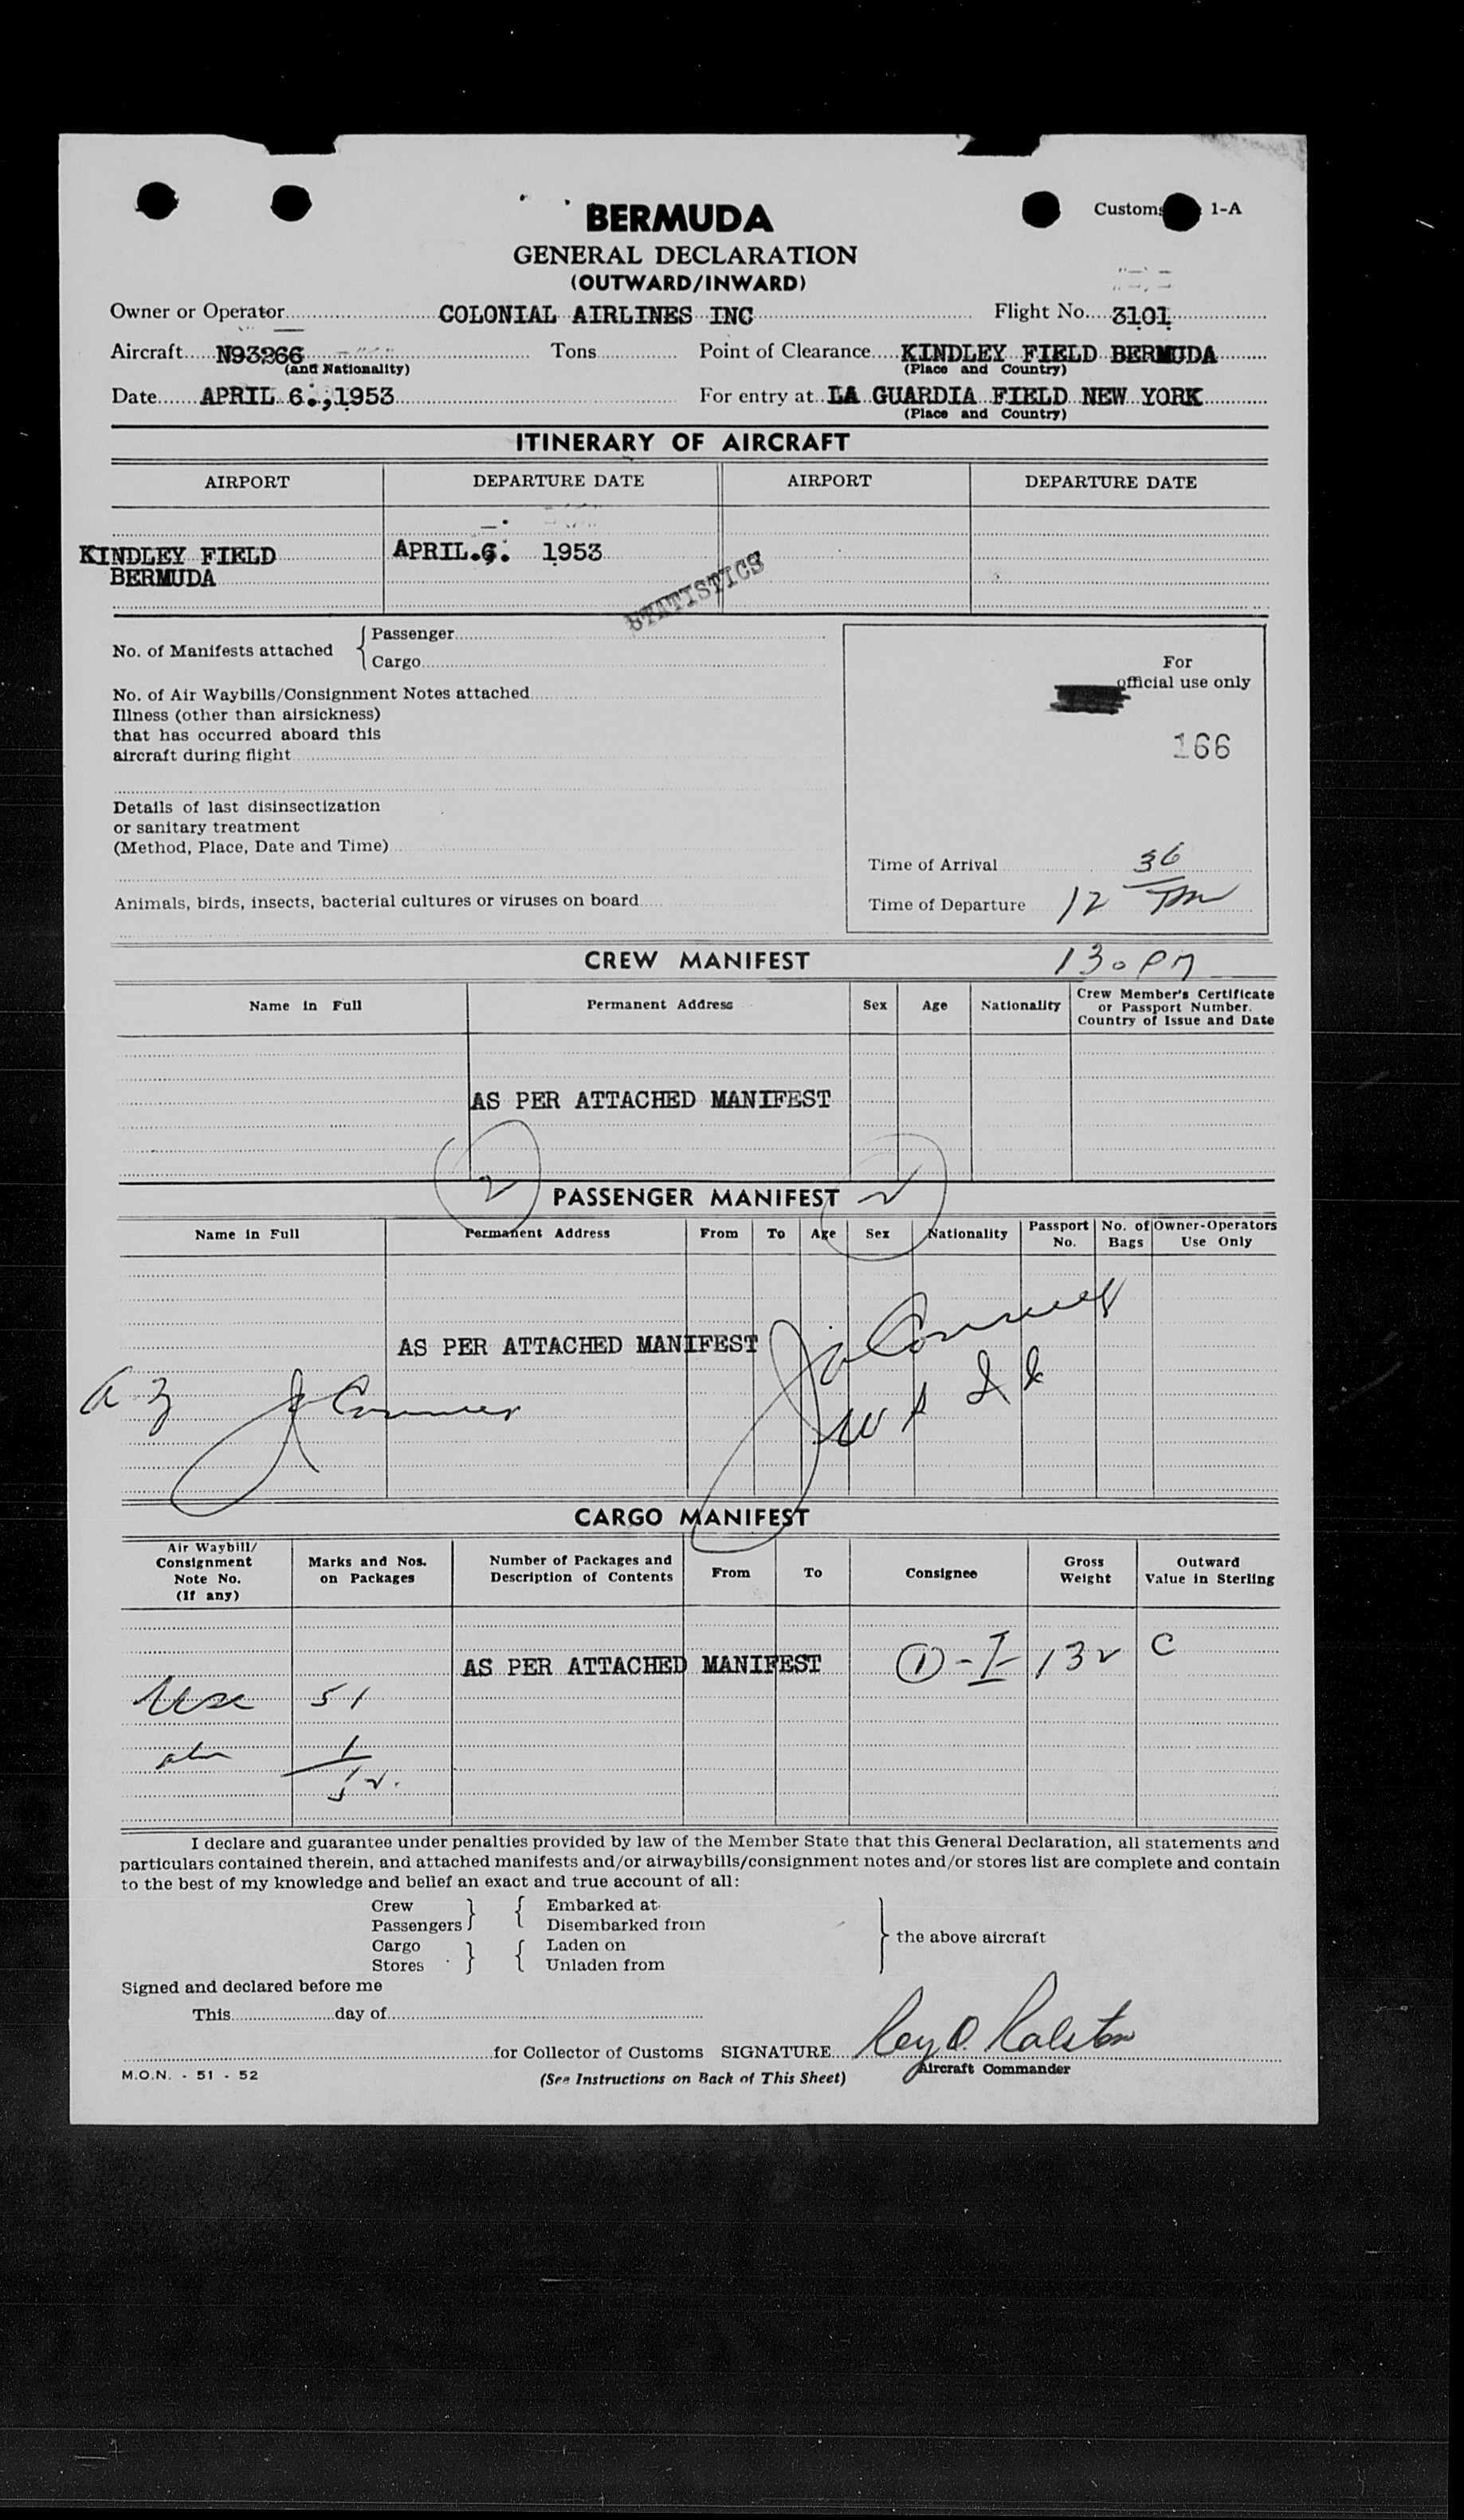 Customs 1-A
BERMUDA
GENERAL DECLARATION
(OUTWARD/INWARD)
Owner or Operator COLONIAL AIRLINES INC Flight No. 3101
Aircraft N93266 Tons Point of Clearance KINDLEY FIELD BERMUDA
(and Nationality) (Place and Country)
Date APRIL 6.,1953 For entry at LA GUARDIA FIELD NEW YORK
(Place and Country)
ITINERARY OF AIRCRAFT
AIRPORT DEPARTURE DATE AIRPORT DEPARTURE DATE
KINDLEY FIELD APRIL.6. 1953
BERMUDA
STATISTICS
No. of Manifests attached { Passenger
Cargo
For
official use only
No. of Air Waybills/Consignment Notes attached
Illness (other than airsickness)
that has occurred aboard this
aircraft during flight
166
Details of last disinsectization
or sanitary treatment
(Method, Place, Date and Time)
Time of Arrival 36
Animals, birds, insects, bacterial cultures or viruses on board
Time of Departure 12
CREW MANIFEST 130 PM
Name in Full Permanent Address Sex Age Nationality Crew Member's Certificate
or Passport Number.
Country of Issue and Date
AS PER ATTACHED MANIFEST
2 PASSENGER MANIFEST 2
Name in Full Permanent Address From To Age Sex Nationality Passport No. No. of Bags Owner-Operators Use Only
AS PER ATTACHED MANIFEST
CARGO MANIFEST
Air Waybill/
Consignment
Note No.
(If any)
Marks and Nos.
on Packages
Number of Packages and
Description of Contents
From To Consignee Gross
Weight
Outward
Value in Sterling
AS PER ATTACHED MANIFEST 1 - I 132 C
USC 51
aln 1
52.
I declare and guarantee under penalties provided by law of the Member State that this General Declaration, all statements and
particulars contained therein, and attached manifests and/or airwaybills/consignment notes and/or stores list are complete and contain
to the best of my knowledge and belief an exact and true account of all:
Crew } { Embarked at
Passengers Disembarked from
} the above aircraft
Cargo } { Laden on
Stores Unladen from
Signed and declared before me
This day of
for Collector of Customs SIGNATURE Roy O. Ralston
Aircraft Commander
M.O.N. - 51 - 52 (See Instructions on Back of This Sheet)